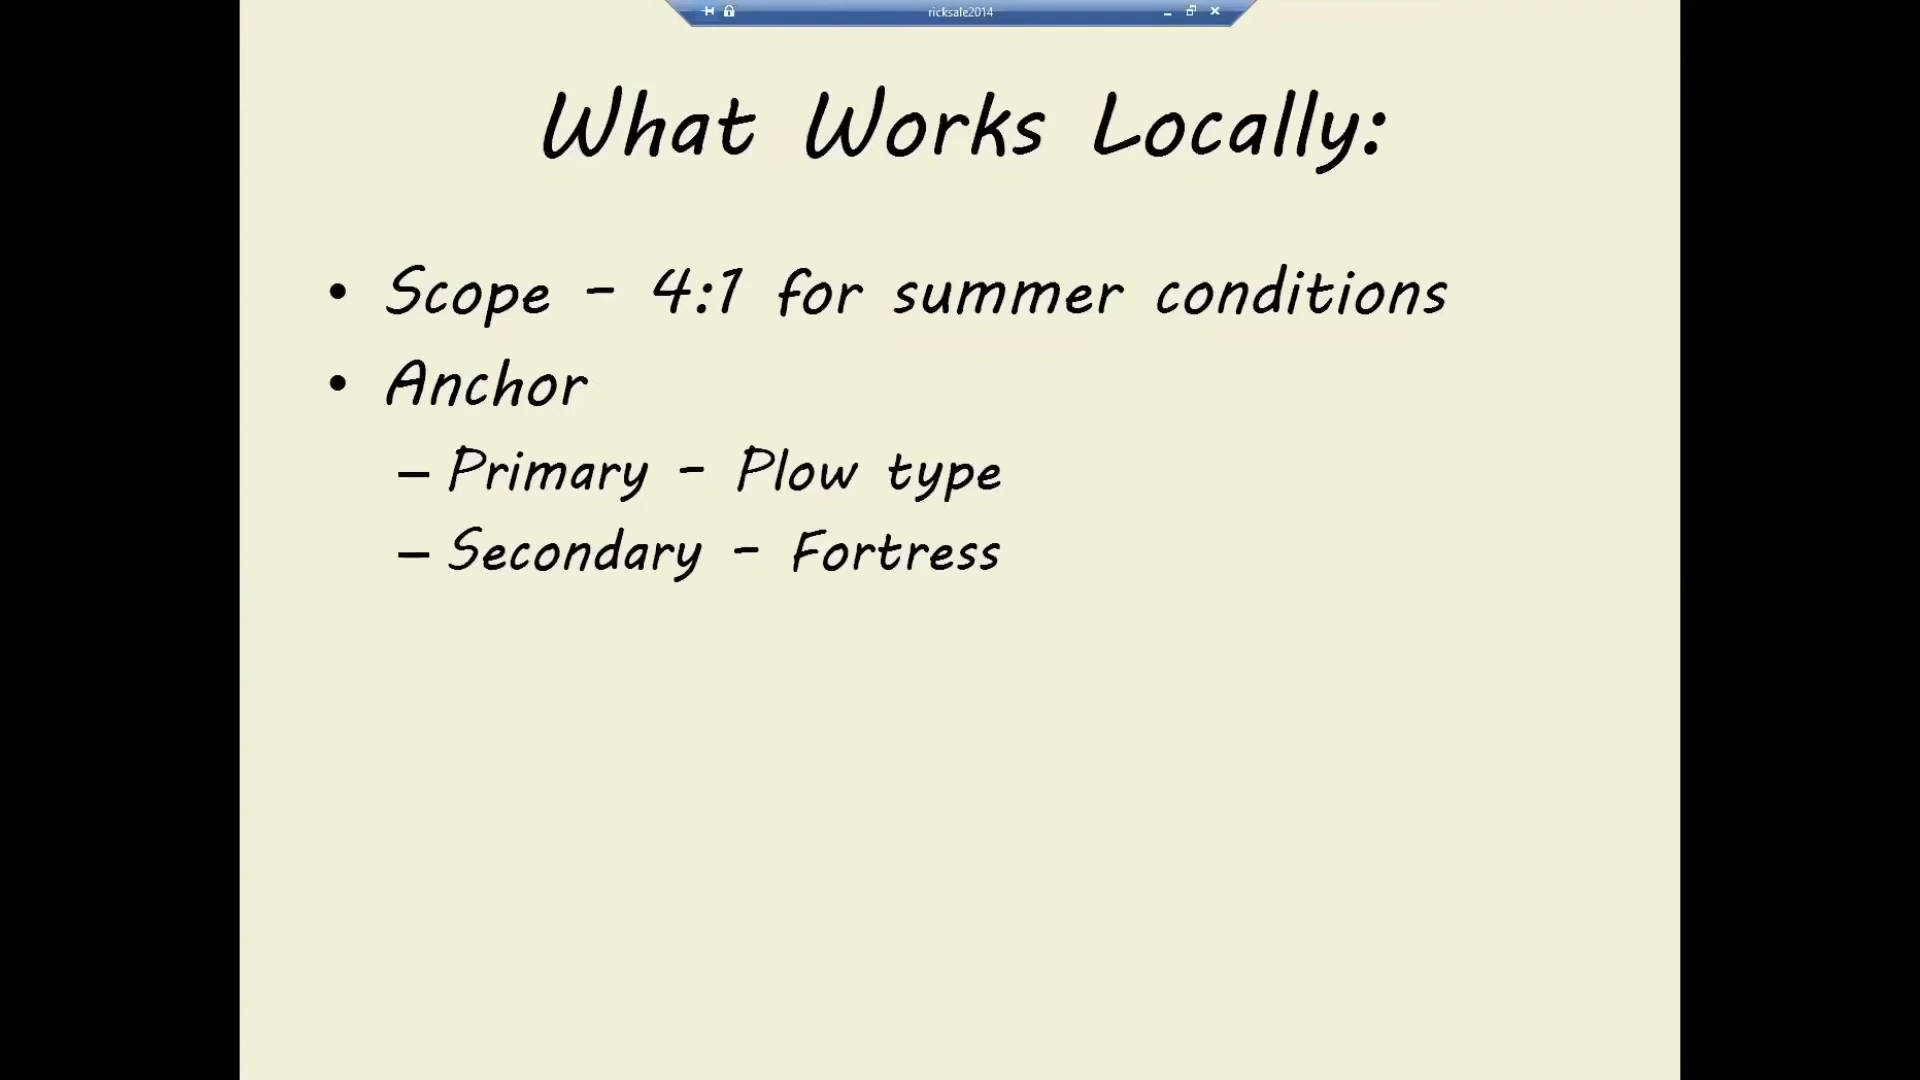 ricksale2014
What Works Locally:
• Scope - 4:1 for summer conditions
• Anchor
– Primary - Plow type
– Secondary - Fortress